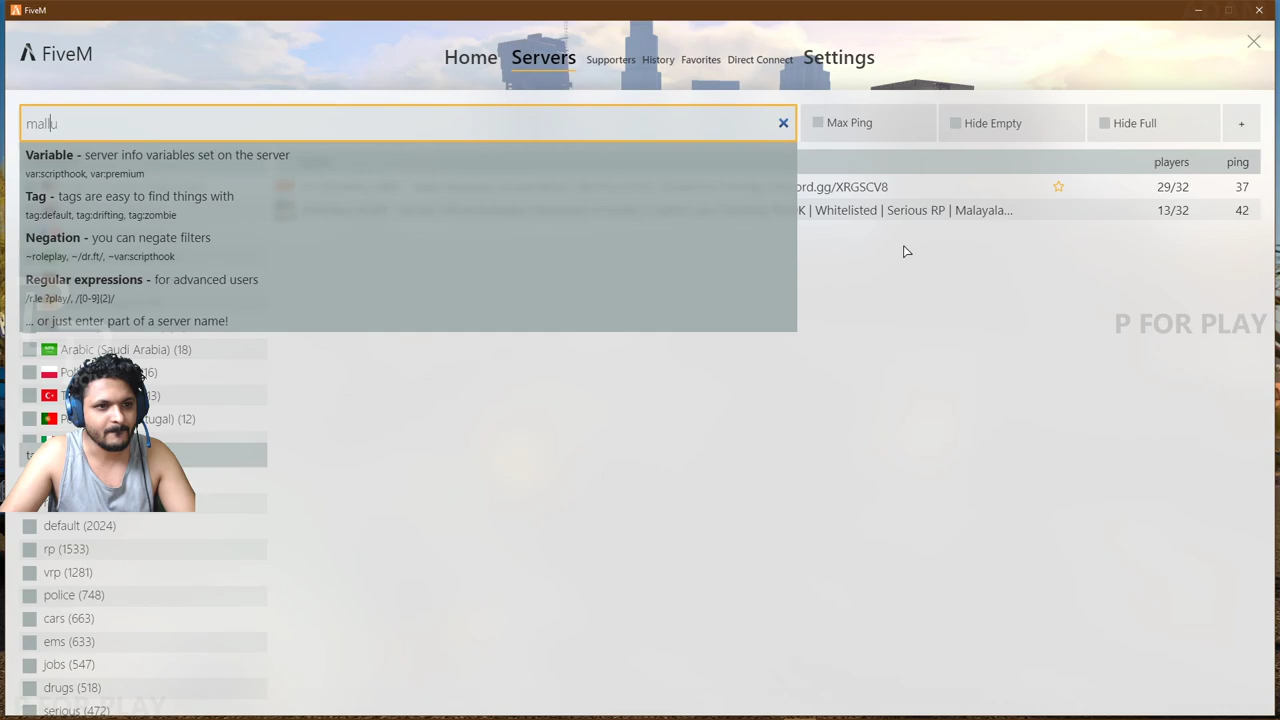 FiveM
FiveM
Home Servers Supporters History Favorites Direct Connect Settings
mallu
Max Ping
Hide Empty
Hide Full
+
Variable - server info variables set on the server
var:scripthook, var:premium
players ping
Tag - tags are easy to find things with
tag:default, tag:drifting, tag:zombie
ord.gg/XRGSCV8 29/32 37
K | Whitelisted | Serious RP | Malayala... 13/32 42
Negation - you can negate filters
~roleplay, ~/dr.ft/, ~var:scripthook
Regular expressions - for advanced users
/r.le ?play/, /[0-9]{2}/
... or just enter part of a server name!
P FOR PLAY
Arabic (Saudi Arabia) (18)
default (2024)
rp (1533)
vrp (1281)
police (748)
cars (663)
ems (633)
jobs (547)
drugs (518)
serious (472)
P FOR PLAY